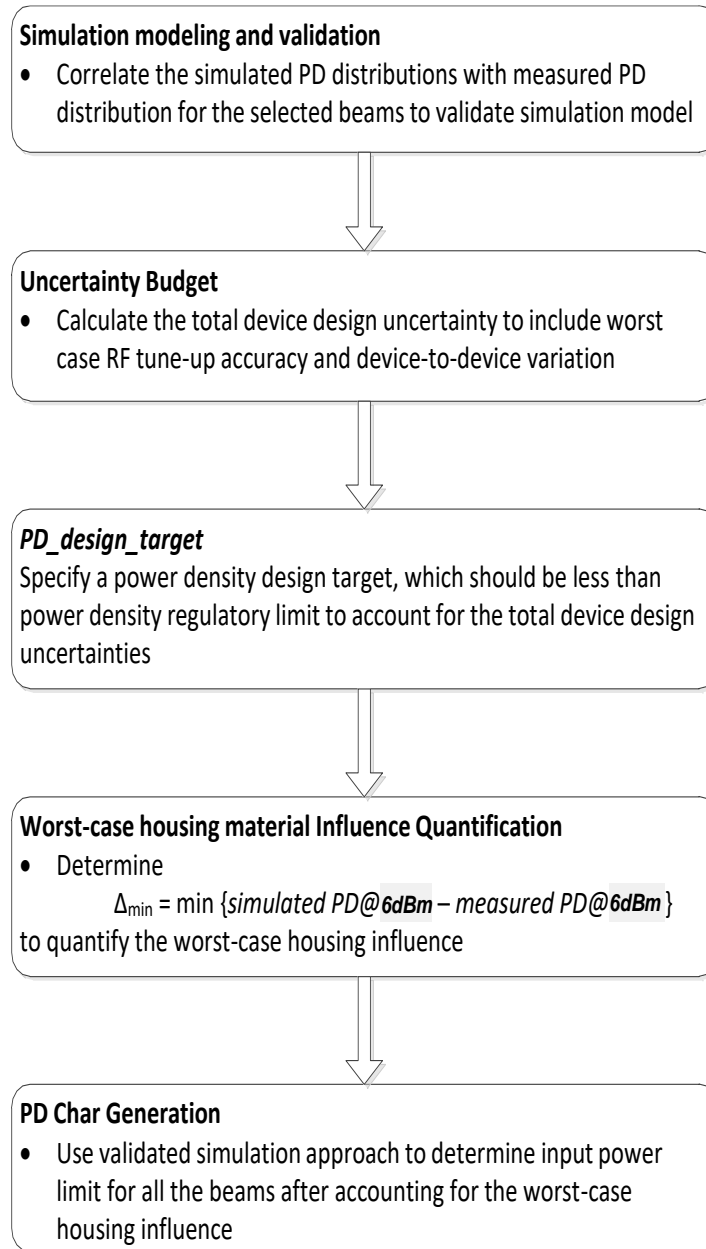 Simulation modeling and validation
• Correlate the simulated PD distributions with measured PD
distribution for the selected beams to validate simulation model
Uncertainty Budget
• Calculate the total device design uncertainty to include worst
case RF tune-up accuracy and device-to-device variation
PD_design_target
Specify a power density design target, which should be less than
power density regulatory limit to account for the total device design
uncertainties
Worst-case housing material Influence Quantification
• Determine
Δmin = min {simulated PD@6dBm – measured PD@6dBm}
to quantify the worst-case housing influence
PD Char Generation
• Use validated simulation approach to determine input power
limit for all the beams after accounting for the worst-case
housing influence